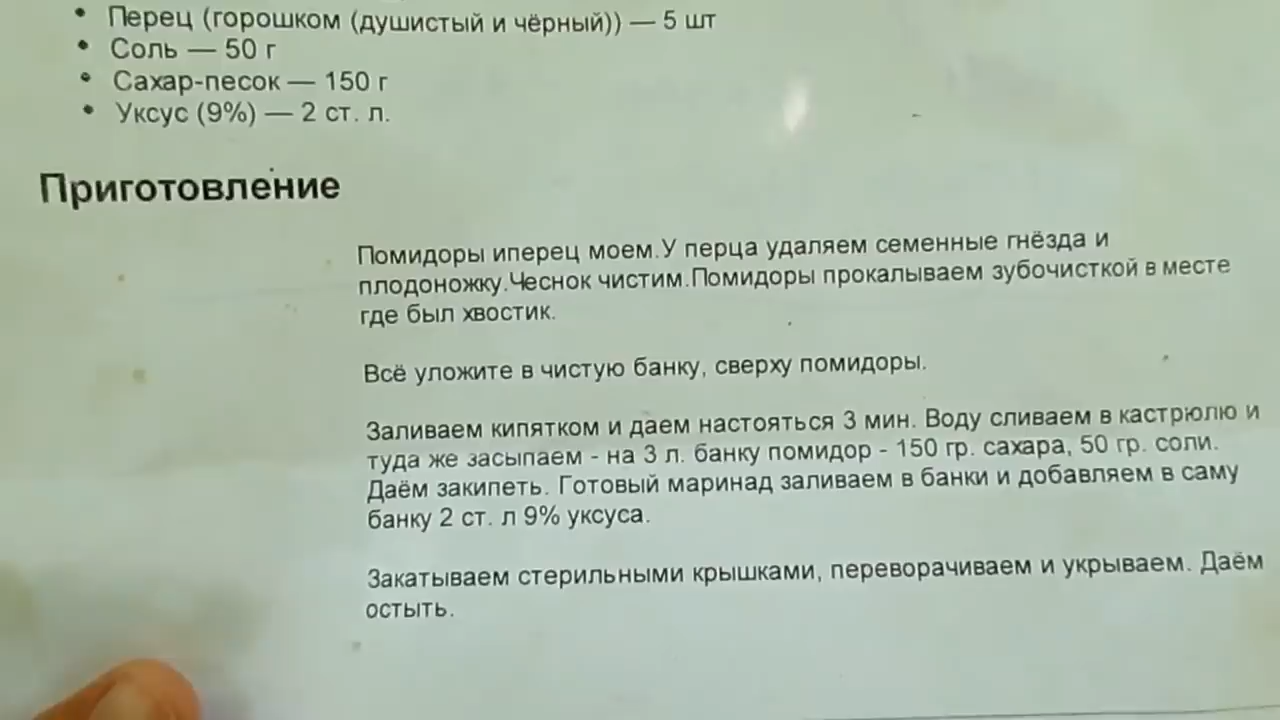 • Перец (горошком (душистый и чёрный)) — 5 шт
• Соль — 50 г
• Сахар-песок — 150 г
• Уксус (9%) — 2 ст. л.
Приготовление
Помидоры иперец моем.У перца удаляем семенные гнёзда и
плодоножку.Чеснок чистим.Помидоры прокалываем зубочисткой в месте
где был хвостик.
Всё уложите в чистую банку, сверху помидоры.
Заливаем кипятком и даем настояться 3 мин. Воду сливаем в кастрюлю и
туда же засыпаем - на 3 л. банку помидор - 150 гр. сахара, 50 гр. соли.
Даём закипеть. Готовый маринад заливаем в банки и добавляем в саму
банку 2 ст. л 9% уксуса.
Закатываем стерильными крышками, переворачиваем и укрываем. Даём
остыть.